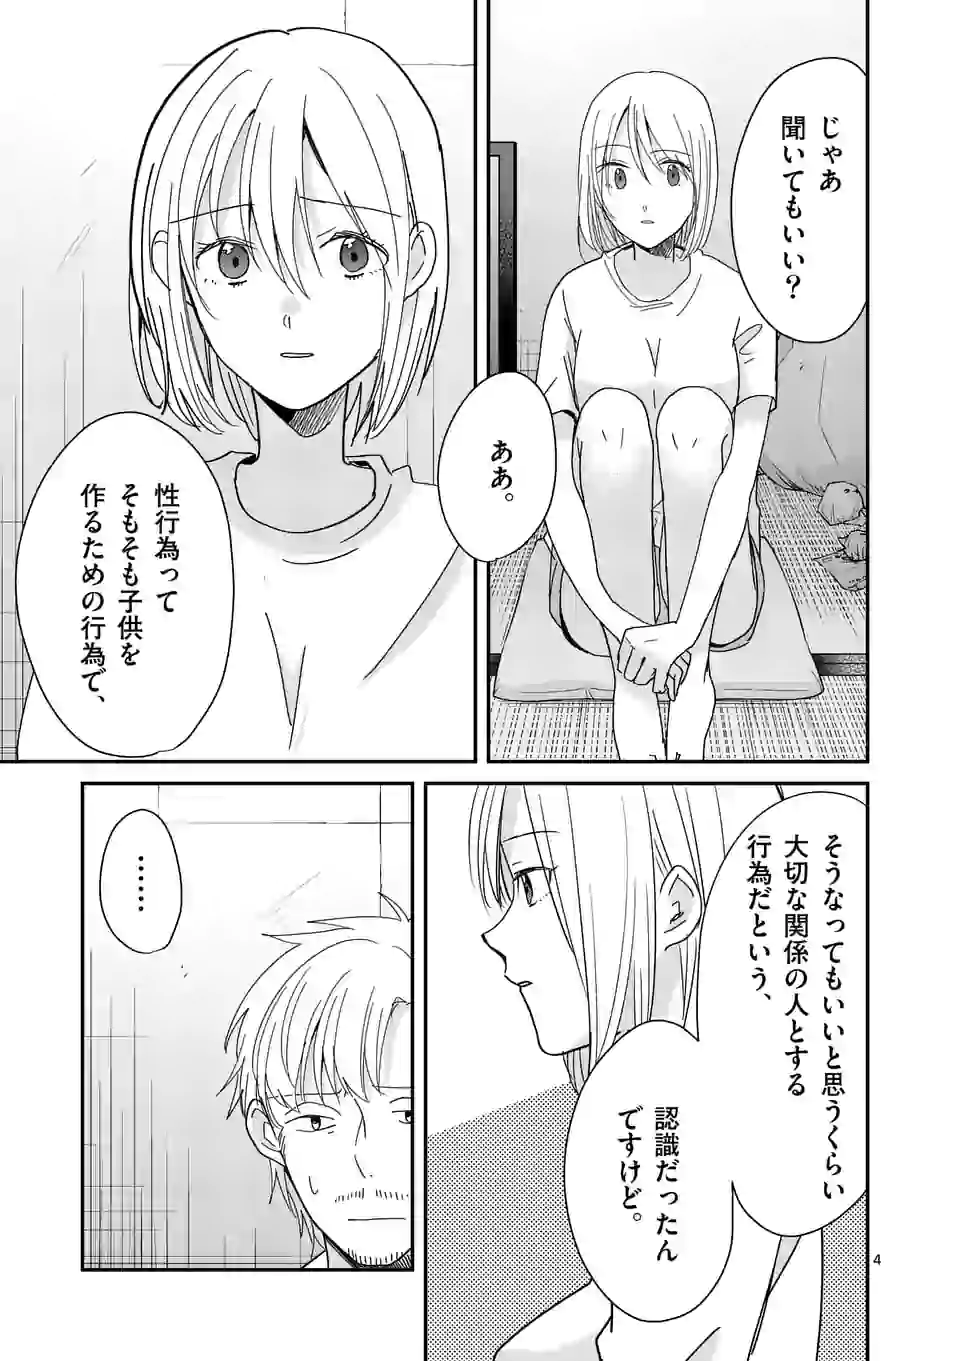 じゃあ
聞いてもいい？
ああ。
性行為って
そもそも子供を
作るための行為で、
そうなってもいいと思うくらい
大切な関係の人とする
行為だという、
認識だったん
ですけど。
……
4